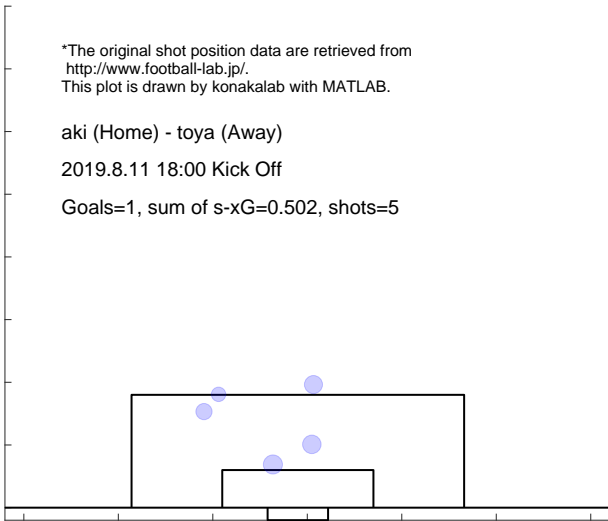 *The original shot position data are retrieved from
http://www.football-lab.jp/.
This plot is drawn by konakalab with MATLAB.
aki (Home) - toya (Away)
2019.8.11 18:00 Kick Off
Goals=1, sum of s-xG=0.502, shots=5